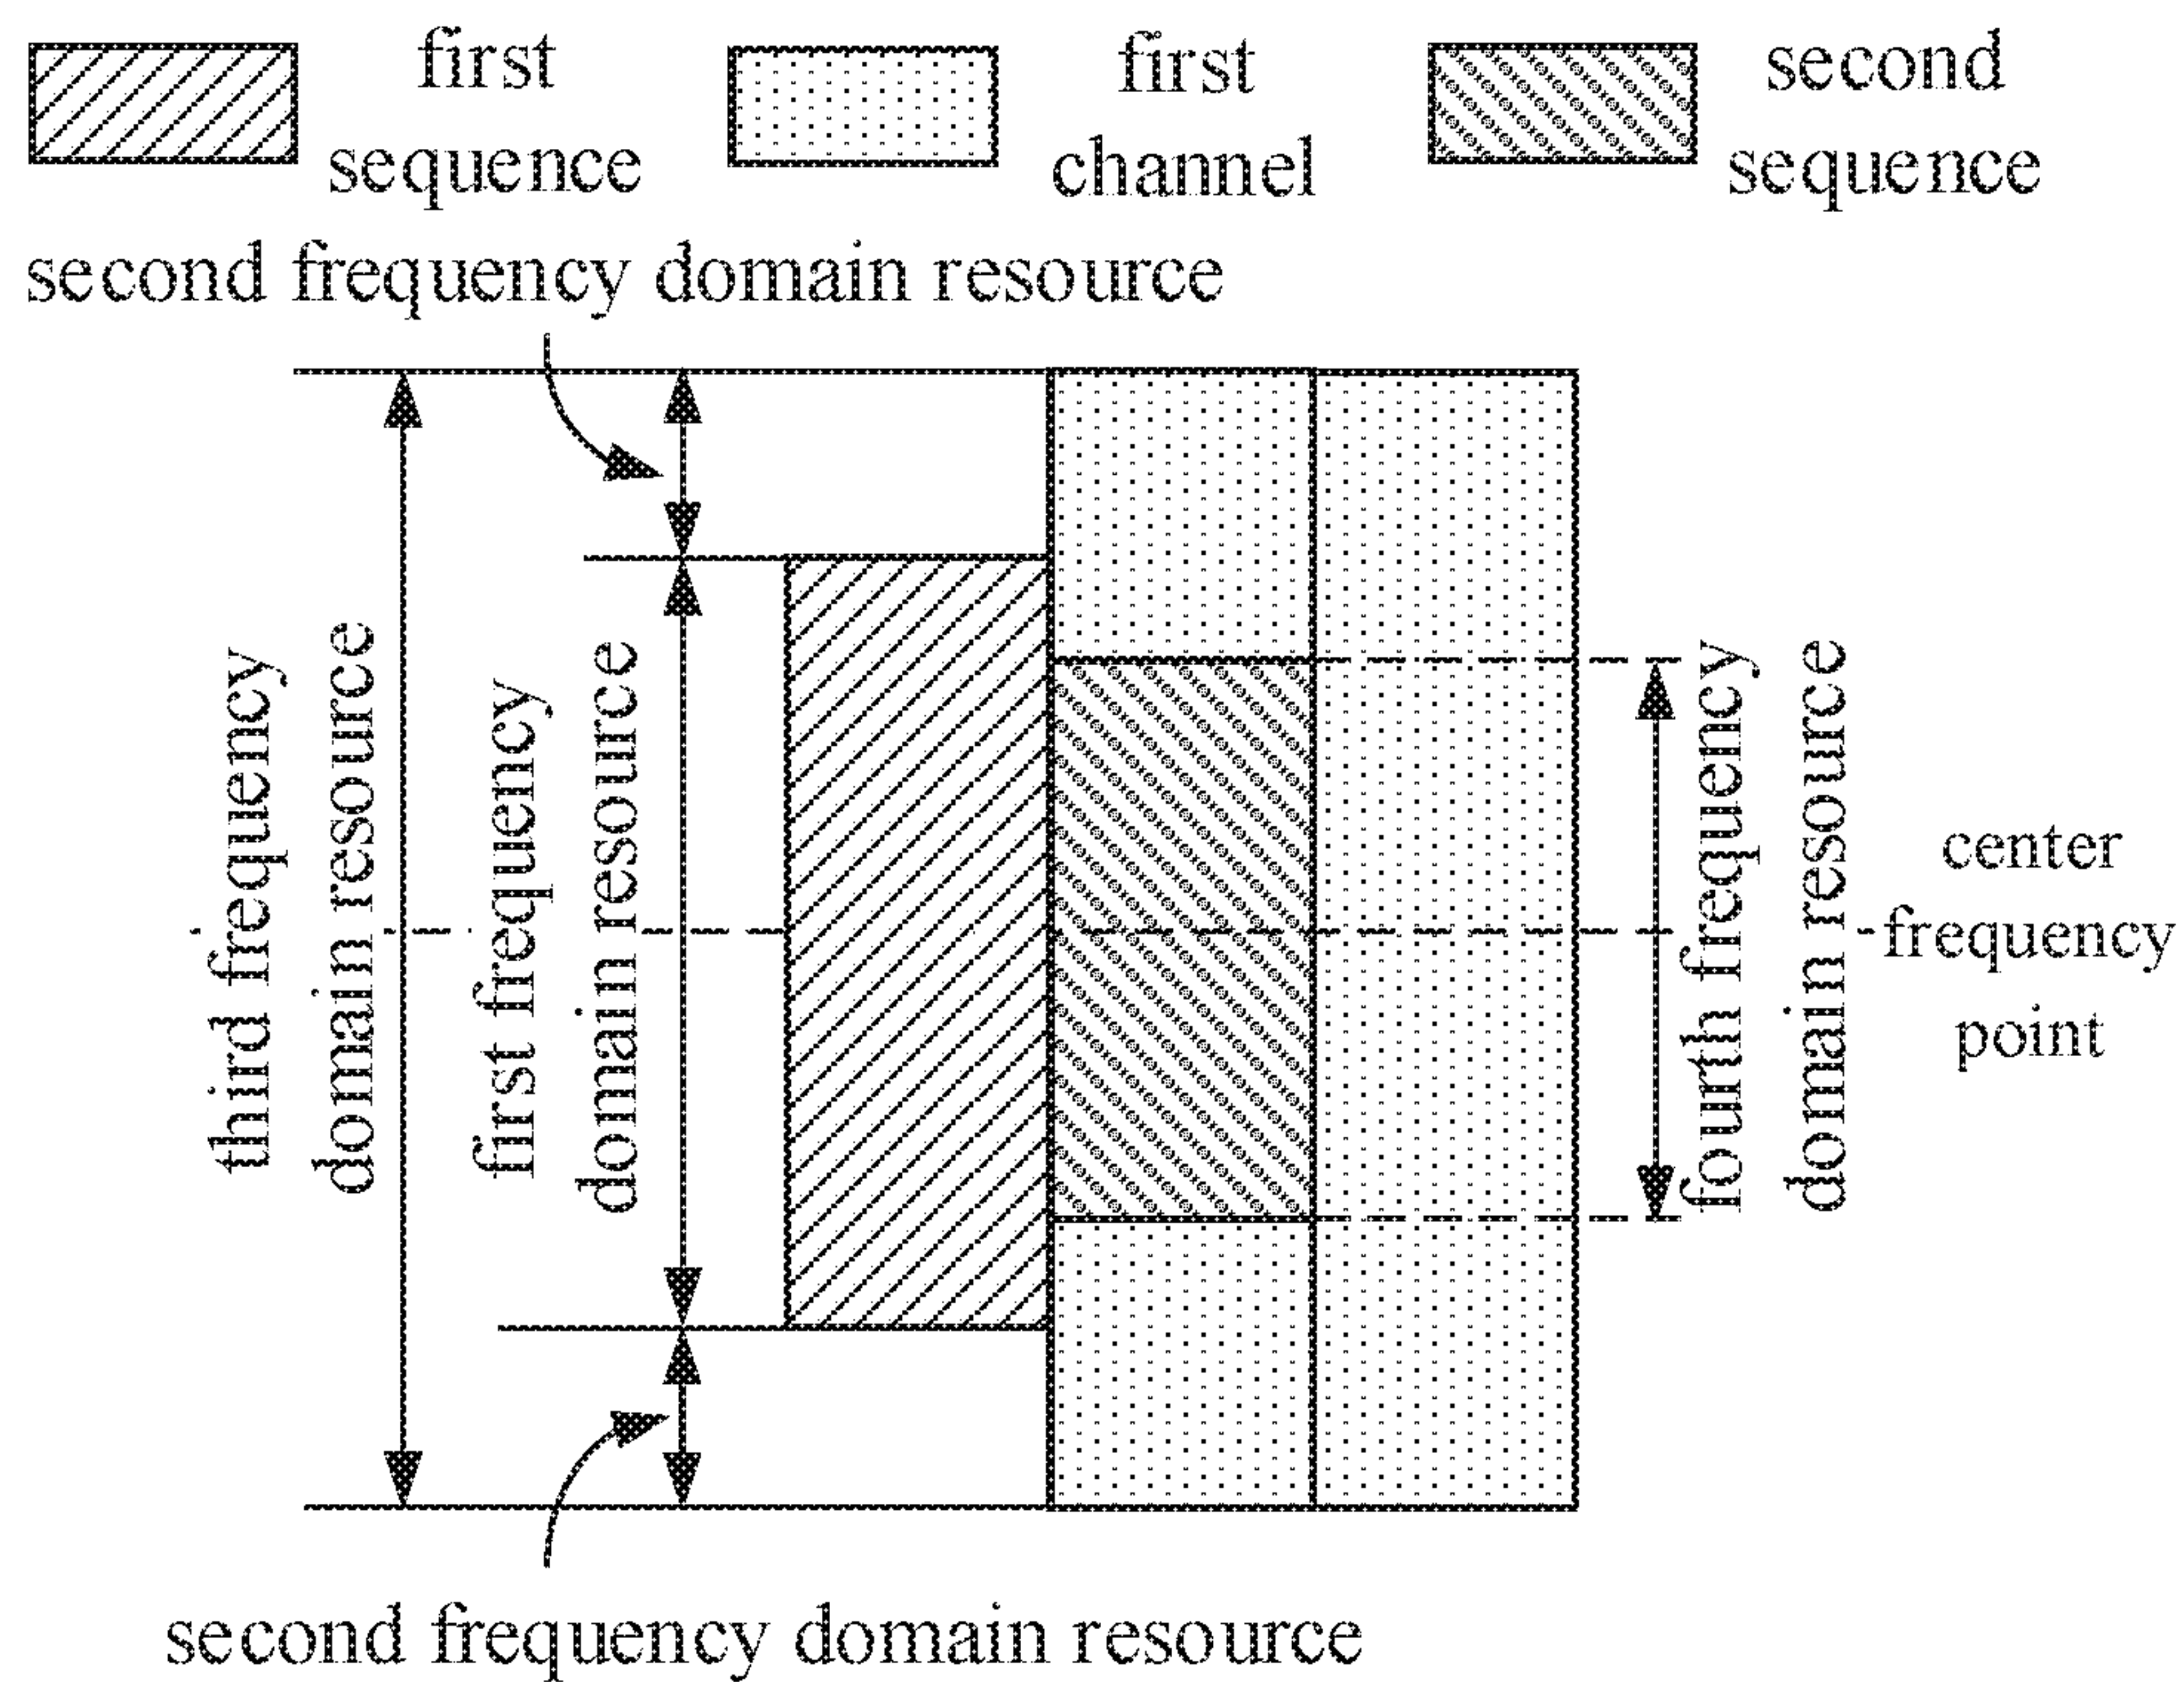 first
sequence
first
channel
second
sequence
second frequency domain resource
third frequency
domain resource
first frequency
domain resource
fourth frequency
domain resource
center
frequency
point
second frequency domain resource